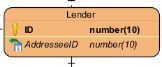 Lender
ID number(10)
AddresseeID number(10)